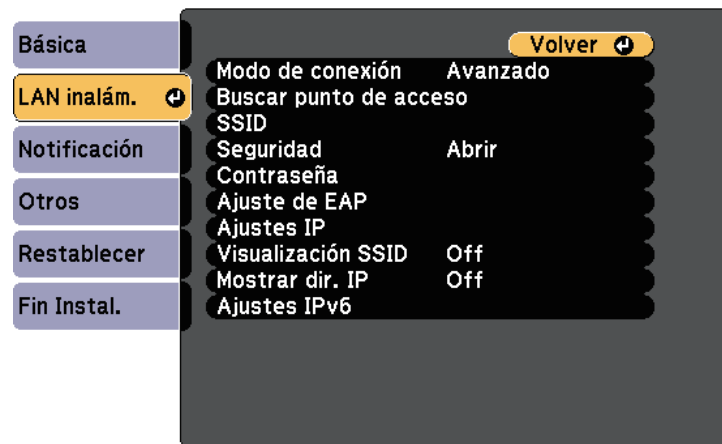 Básica
LAN inalám.
Notificación
Otros
Restablecer
Fin Instal.
Volver
Modo de conexión Avanzado
Buscar punto de acceso
SSID
Seguridad Abrir
Contraseña
Ajuste de EAP
Ajustes IP
Visualización SSID Off
Mostrar dir. IP Off
Ajustes IPv6